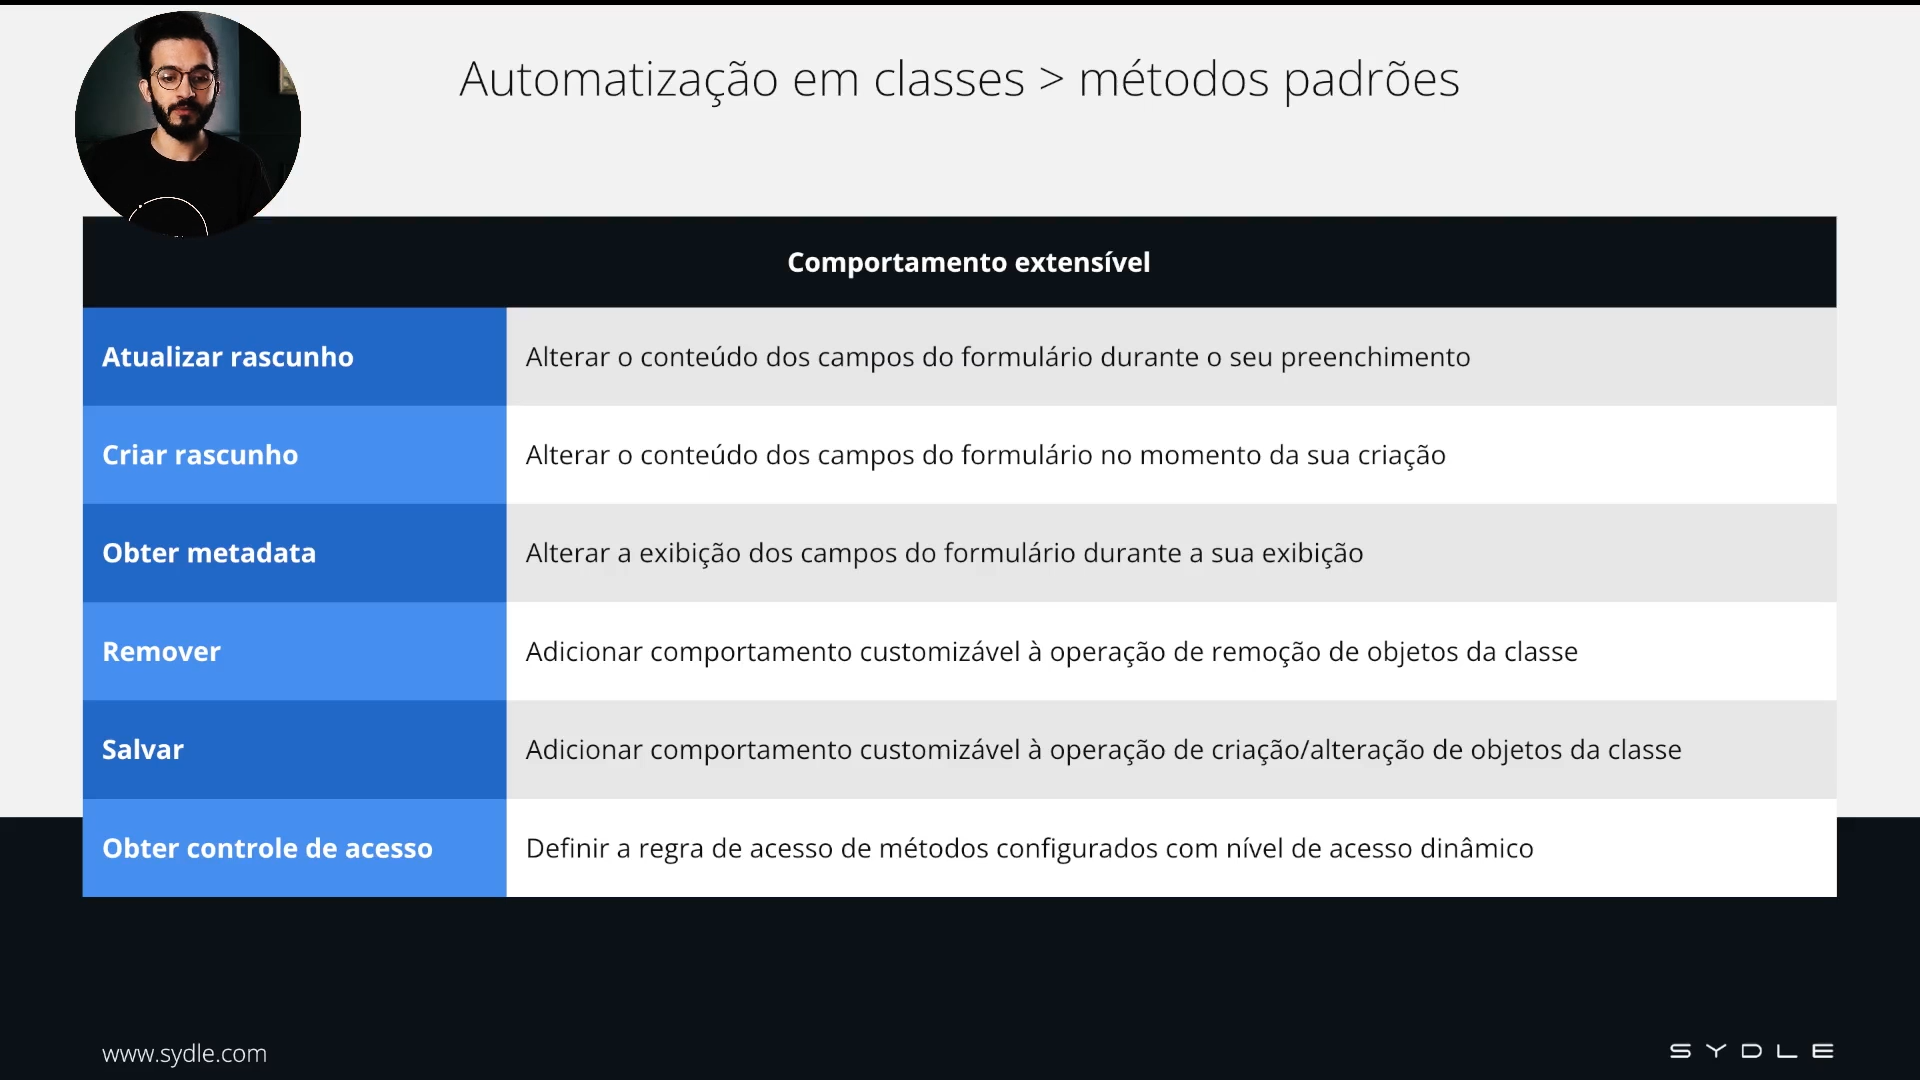 Automatização em classes > métodos padrões
Comportamento extensível
Atualizar rascunho
Alterar o conteúdo dos campos do formulário durante o seu preenchimento
Criar rascunho
Alterar o conteúdo dos campos do formulário no momento da sua criação
Obter metadata
Alterar a exibição dos campos do formulário durante a sua exibição
Remover
Adicionar comportamento customizável à operação de remoção de objetos da classe
Salvar
Adicionar comportamento customizável à operação de criação/alteração de objetos da classe
Obter controle de acesso
Definir a regra de acesso de métodos configurados com nível de acesso dinâmico
www.sydle.com
SYDLE